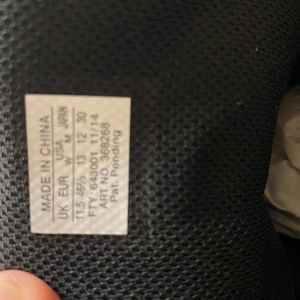 MADE IN CHINA
USA
UK EUR W M JAPAN
11.5 46⅔ 13 12 30
FTY: 643001 11/14
ART NO. 368268
Pat. Pending